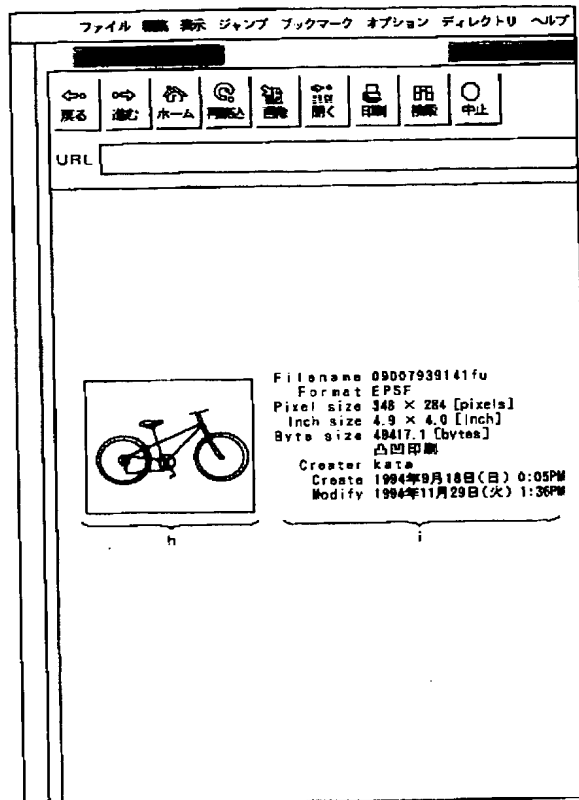 ファイル 編集 表示 ジャンプ ブックマーク オプション ディレクトリ ヘルプ
戻る 進む ホーム 再読込 画像 開く 印刷 検索 中止
URL
Filename 09007939141fu
Format EPSF
Pixel size 348 × 284 [pixels]
Inch size 4.9 × 4.0 [inch]
Byte size 49417.1 [bytes]
凸凹印刷
Creater kata
Create 1994年9月18日(日) 0:05PM
Modify 1994年11月29日(火) 1:36PM
h i